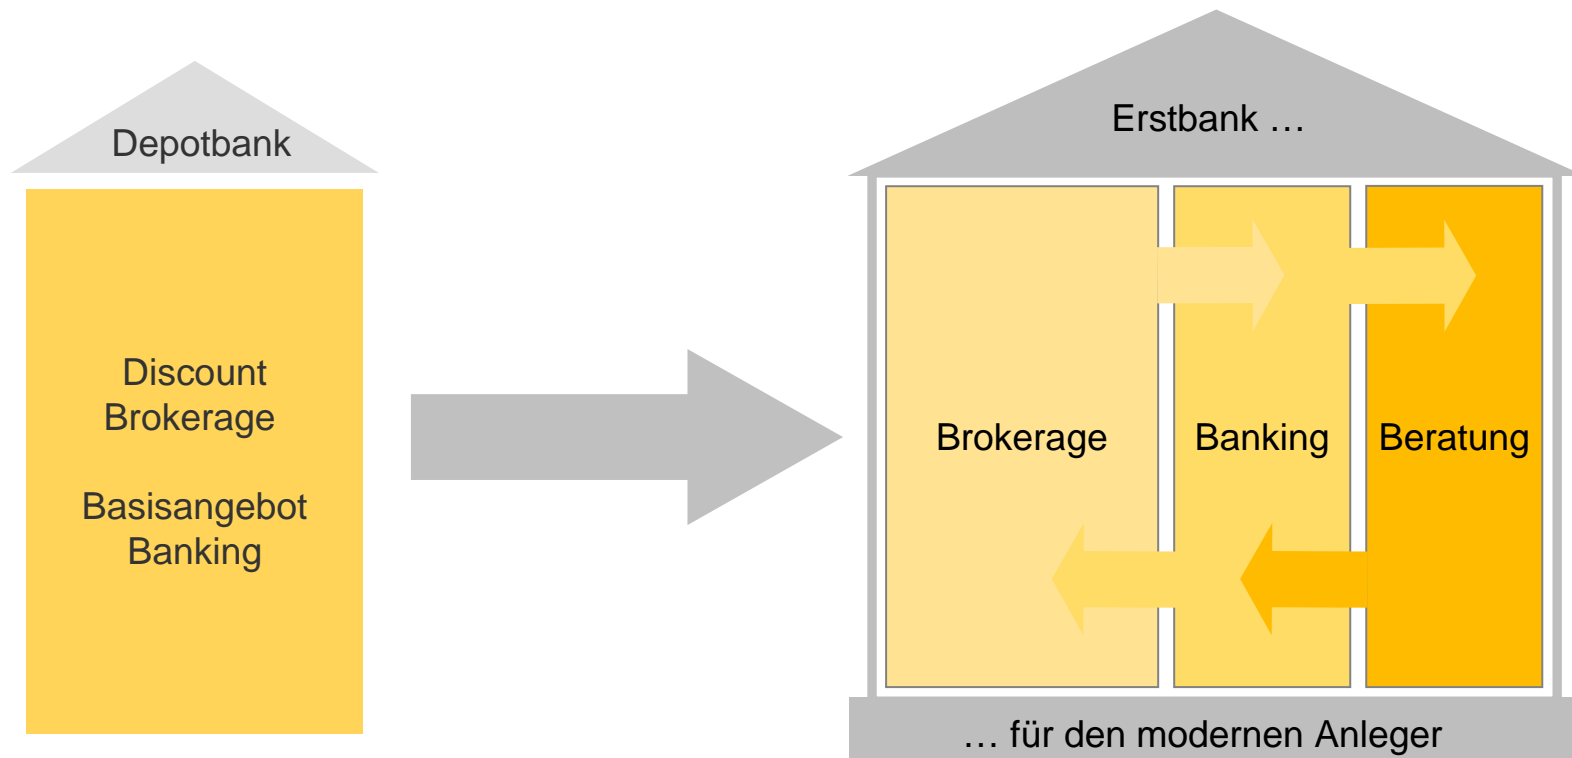 Depotbank
Discount
Brokerage
Basisangebot
Banking
Erstbank …
Brokerage
Banking
Beratung
… für den modernen Anleger